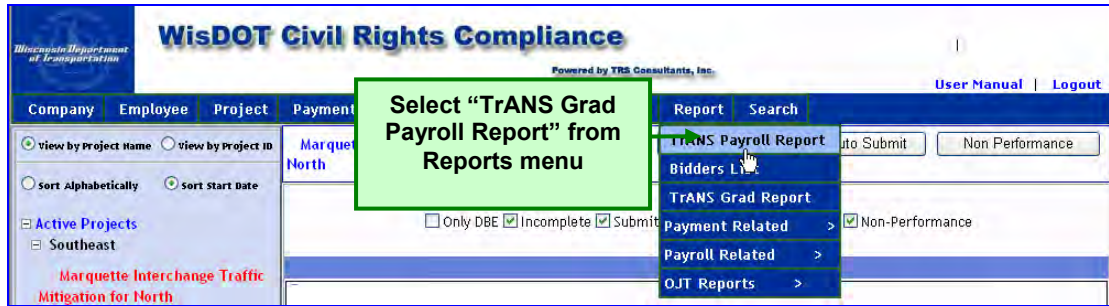 Wisconsin Department
of Transportation
WisDOT Civil Rights Compliance
Powered by TRS Consultants, Inc.
User Manual | Logout
Company Employee Project Payment Report Search
Select “TrANS Grad
Payroll Report” from
Reports menu
View by Project Name View by Project ID
Sort Alphabetically Sort Start Date
Active Projects
Southeast
Marquette Interchange Traffic
Mitigation for North
North
Auto Submit Non Performance
TrANS Payroll Report
Bidders List
TrANS Grad Report
Payment Related >
Payroll Related >
OJT Reports >
Only DBE Incomplete Submit Non-Performance